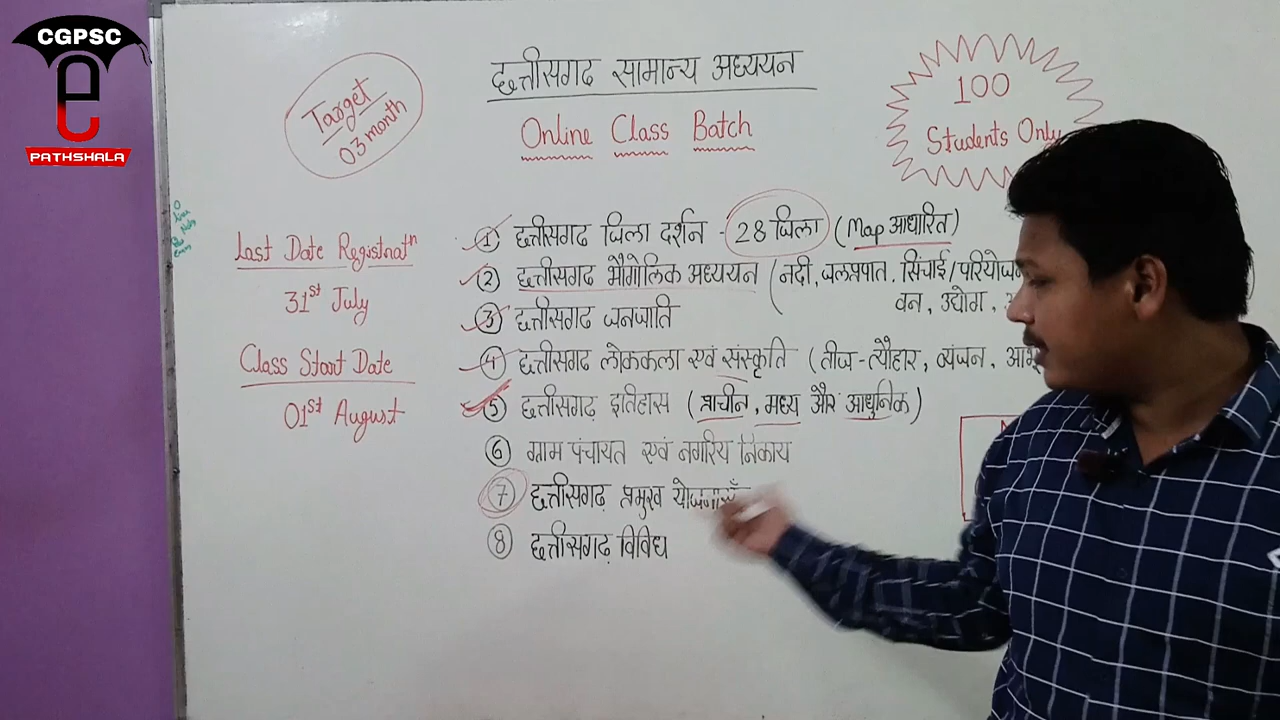 CGPSC
e
PATHSHALA
Target
03 month
छत्तीसगढ सामान्य अध्ययन
Online Class Batch
100
Students Only
Last Date Registratⁿ
31st July
Class Start Date
01st August
① छत्तीसगढ जिला दर्शन - 28 जिला (Map आधारित)
② छत्तीसगढ भौगोलिक अध्ययन (नदी, जलप्रपात. सिंचाई/परियोजन
वन, उद्योग,
③ छत्तीसगढ जनजाति
④ छत्तीसगढ लोककला एवं संस्कृति (तीज-त्यौहार, व्यंजन, आभू
⑤ छत्तीसगढ़ इतिहास (प्राचीन, मध्य और आधुनिक)
⑥ ग्राम पंचायत एवं नगरिय निकाय
⑦ छत्तीसगढ़ प्रमुख योजनाएँ
⑧ छत्तीसगढ़ विविध